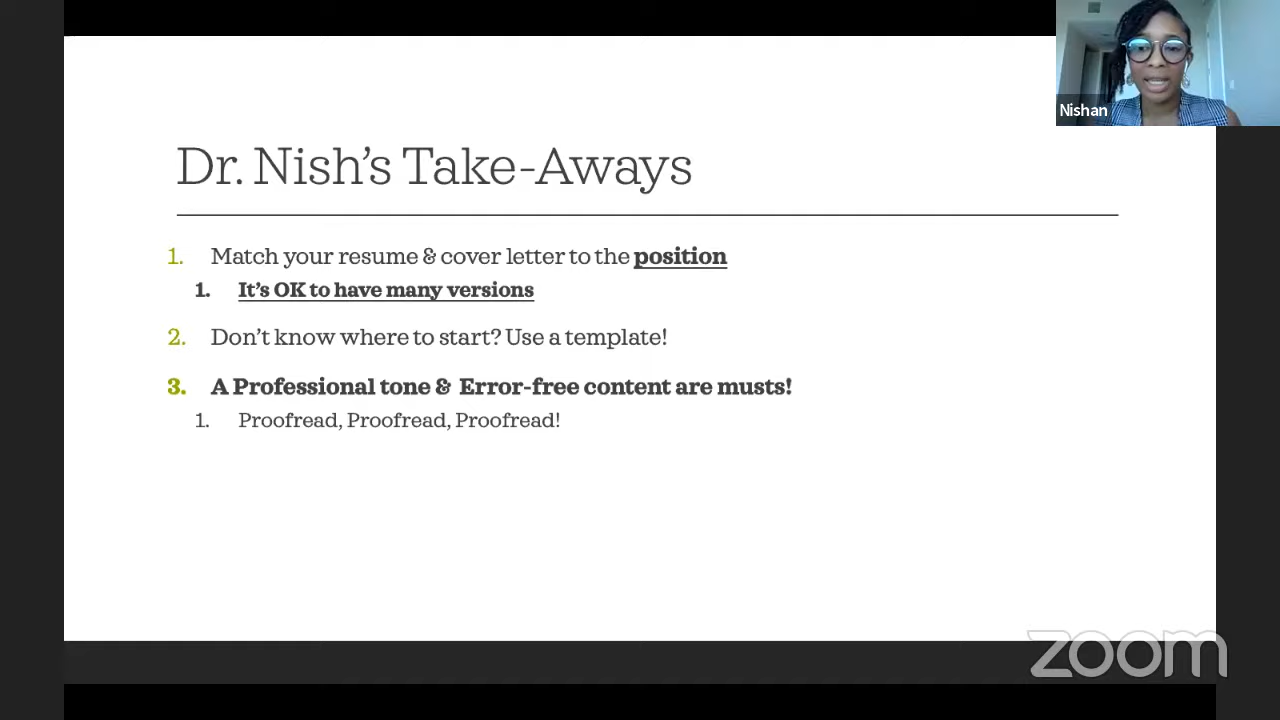 Nishan
Dr. Nish’s Take-Aways
1. Match your resume & cover letter to the position
1. It’s OK to have many versions
2. Don’t know where to start? Use a template!
3. A Professional tone & Error-free content are musts!
1. Proofread, Proofread, Proofread!
zoom